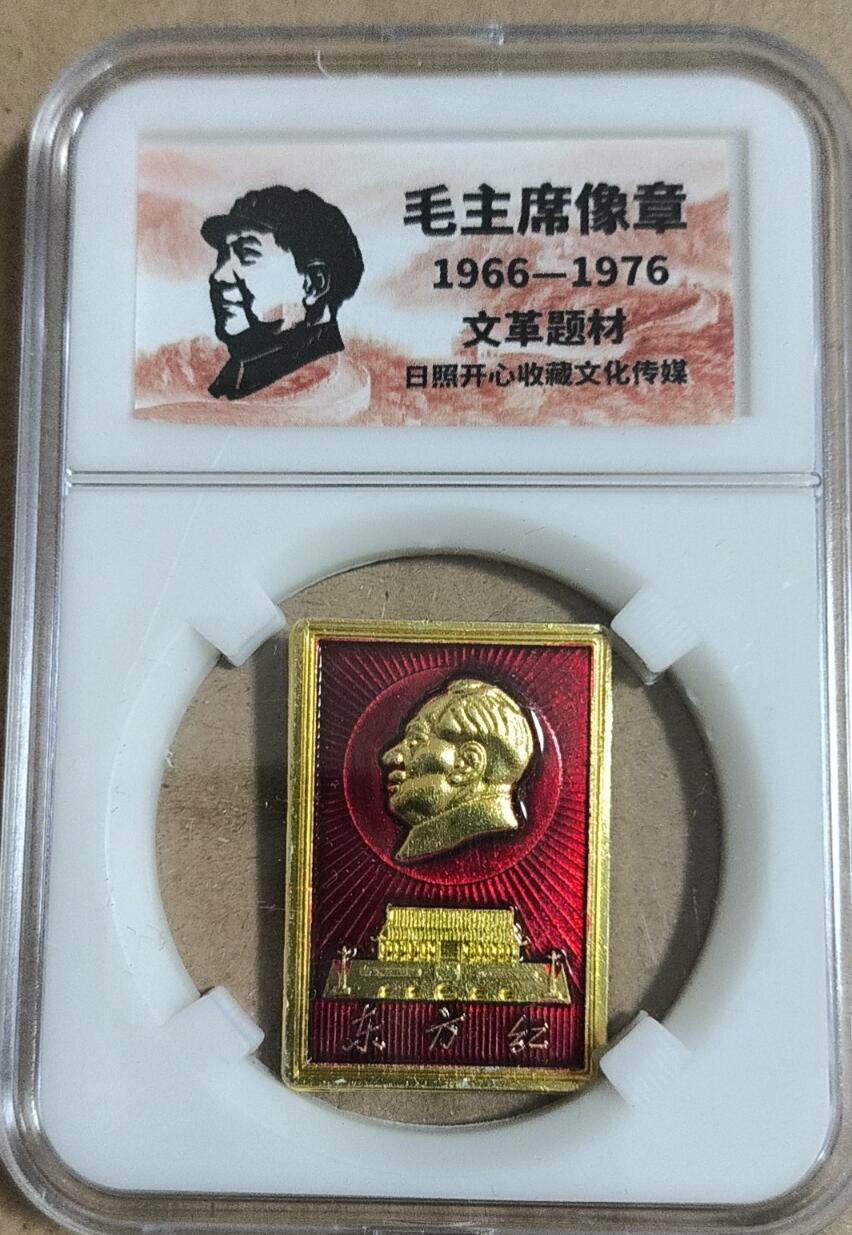 毛主席像章
1966—1976
文革题材
日照开心收藏文化传媒
东方红